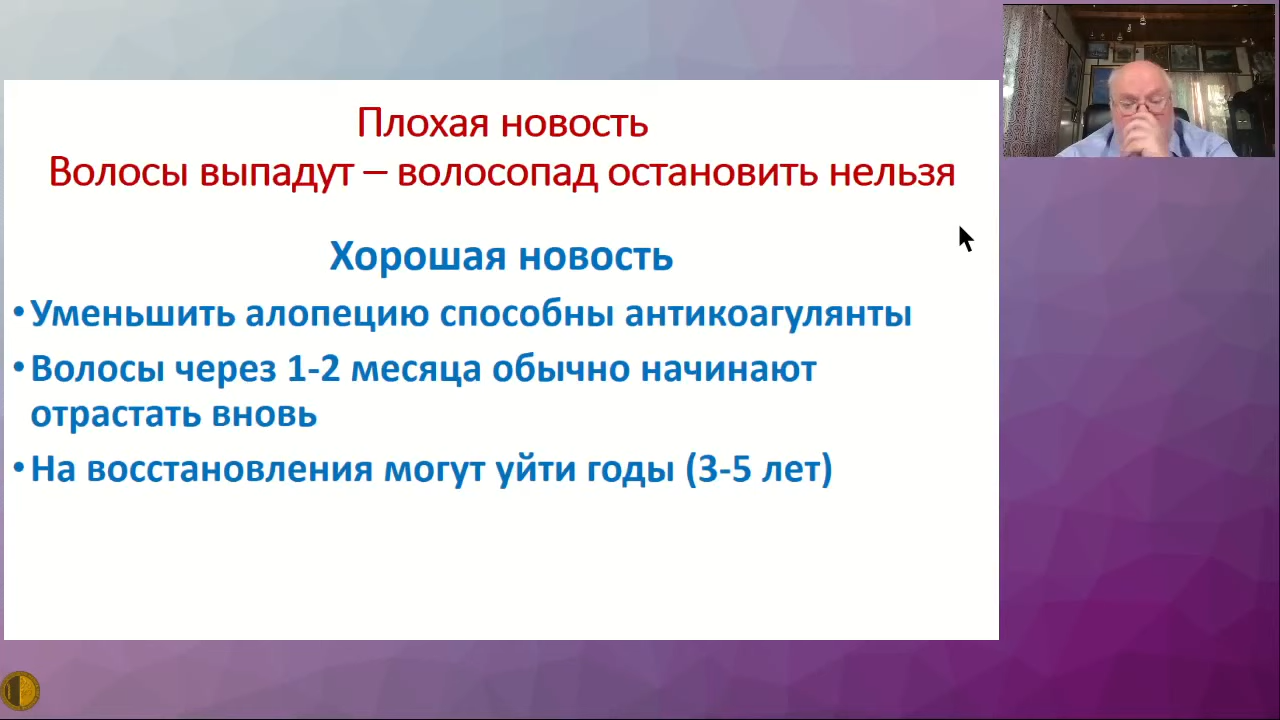 Плохая новость
Волосы выпадут – волосопад остановить нельзя
Хорошая новость
• Уменьшить алопецию способны антикоагулянты
• Волосы через 1-2 месяца обычно начинают
отрастать вновь
• На восстановления могут уйти годы (3-5 лет)